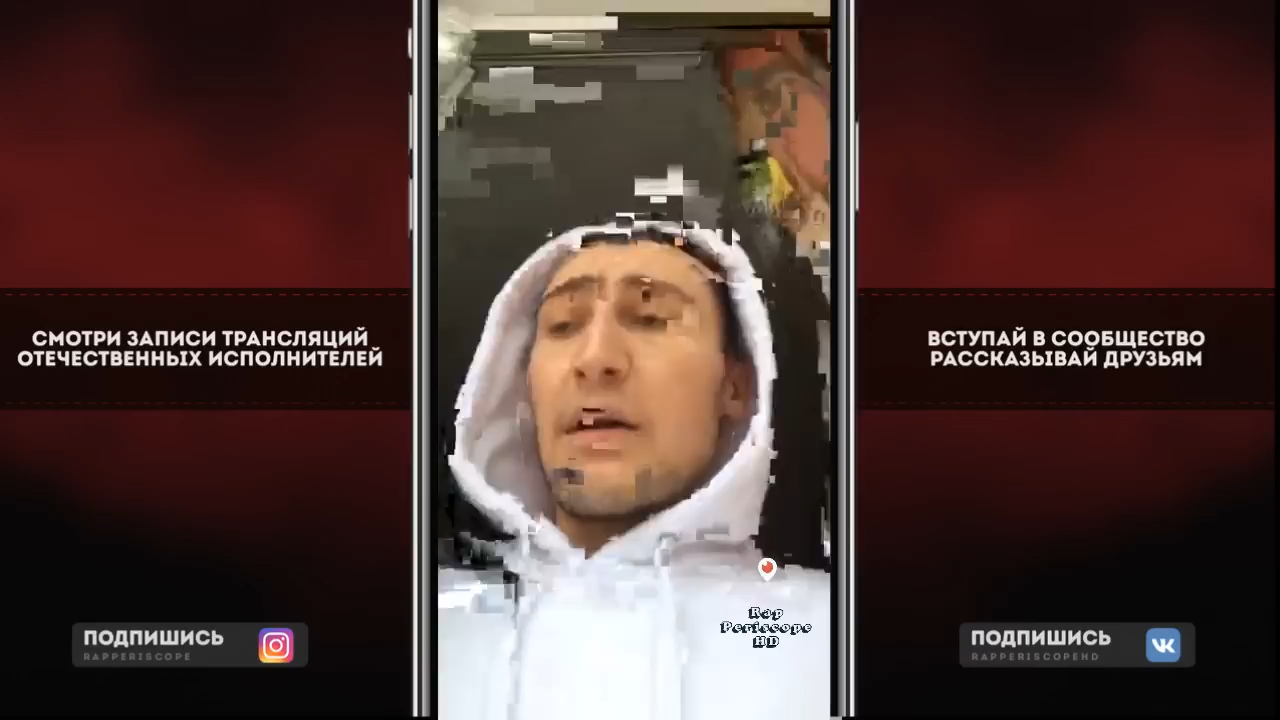 СМОТРИ ЗАПИСИ ТРАНСЛЯЦИЙ
ОТЕЧЕСТВЕННЫХ ИСПОЛНИТЕЛЕЙ
ВСТУПАЙ В СООБЩЕСТВО
РАССКАЗЫВАЙ ДРУЗЬЯМ
Rap
Periscope
HD
ПОДПИШИСЬ
RAPPERISCOPE
ПОДПИШИСЬ
RAPPERISCOPEHD